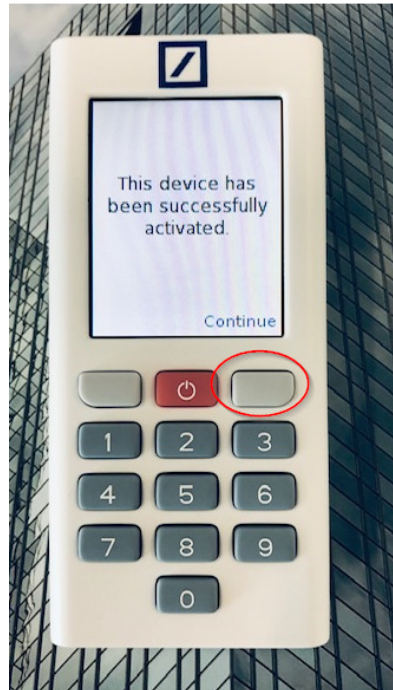 This device has
been successfully
activated.
Continue
1 2 3
4 5 6
7 8 9
0